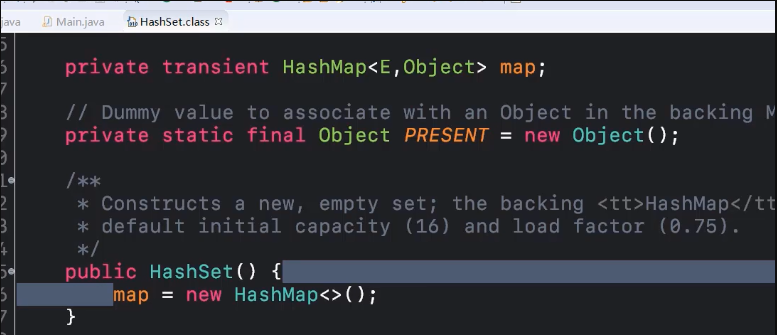 java Main.java HashSet.class
5
6 private transient HashMap<E,Object> map;
7
8 // Dummy value to associate with an Object in the backing M
9 private static final Object PRESENT = new Object();
0
1 /**
2 * Constructs a new, empty set; the backing <tt>HashMap</tt
3 * default initial capacity (16) and load factor (0.75).
4 */
5 public HashSet() {
6 map = new HashMap<>();
7 }